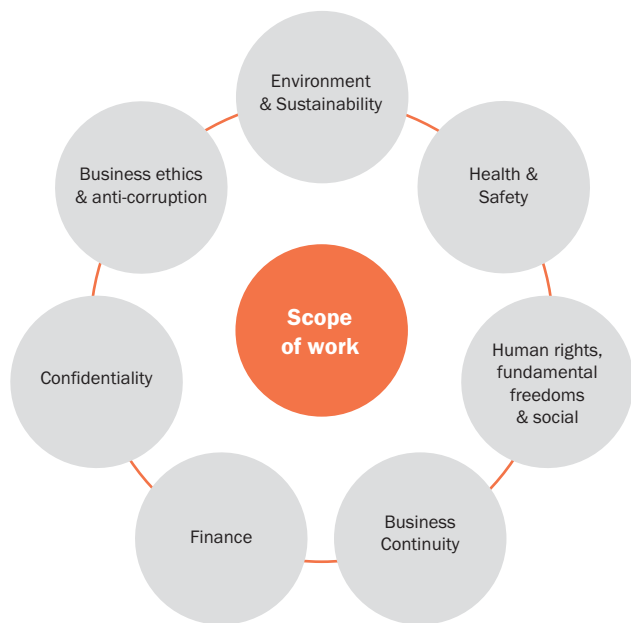 Environment
& Sustainability
Health &
Safety
Human rights,
fundamental
freedoms
& social
Business
Continuity
Finance
Confidentiality
Business ethics
& anti-corruption
Scope
of work